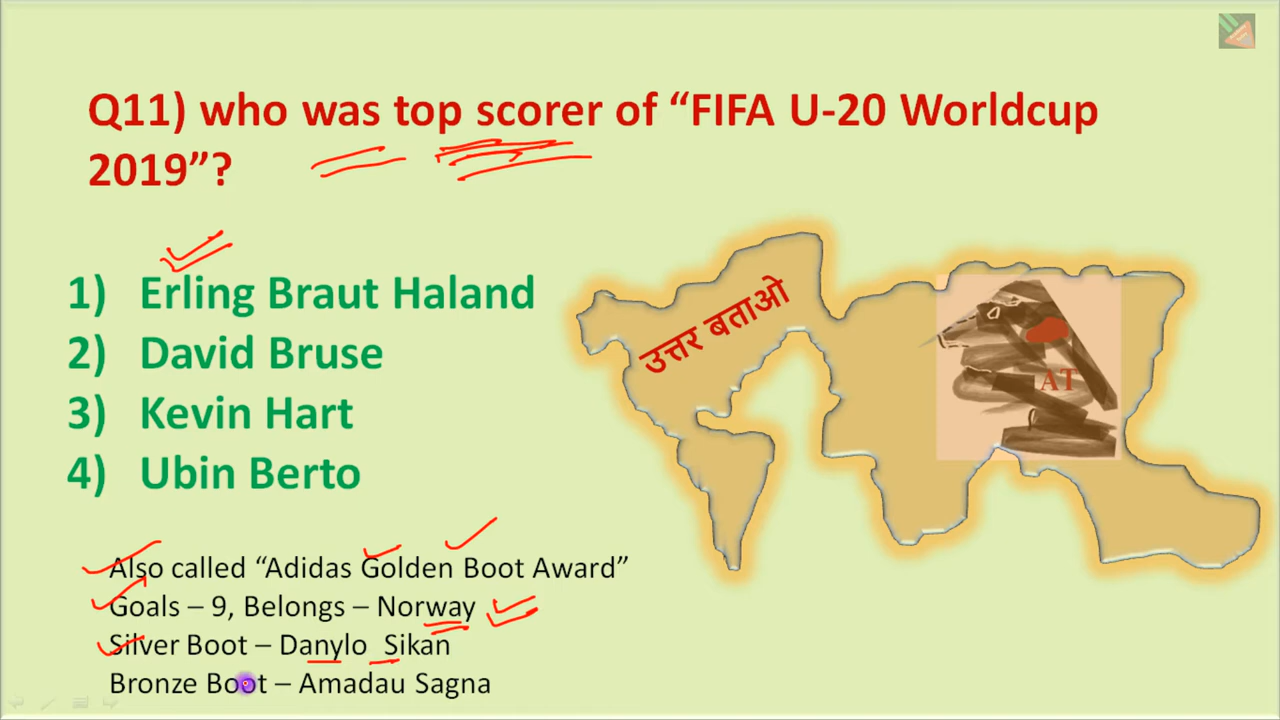 Q11) who was top scorer of “FIFA U-20 Worldcup
2019”?
1) Erling Braut Haland
2) David Bruse
3) Kevin Hart
4) Ubin Berto
उत्तर बताओ
AT
Also called “Adidas Golden Boot Award”
Goals – 9, Belongs – Norway
Silver Boot – Danylo Sikan
Bronze Boot – Amadau Sagna